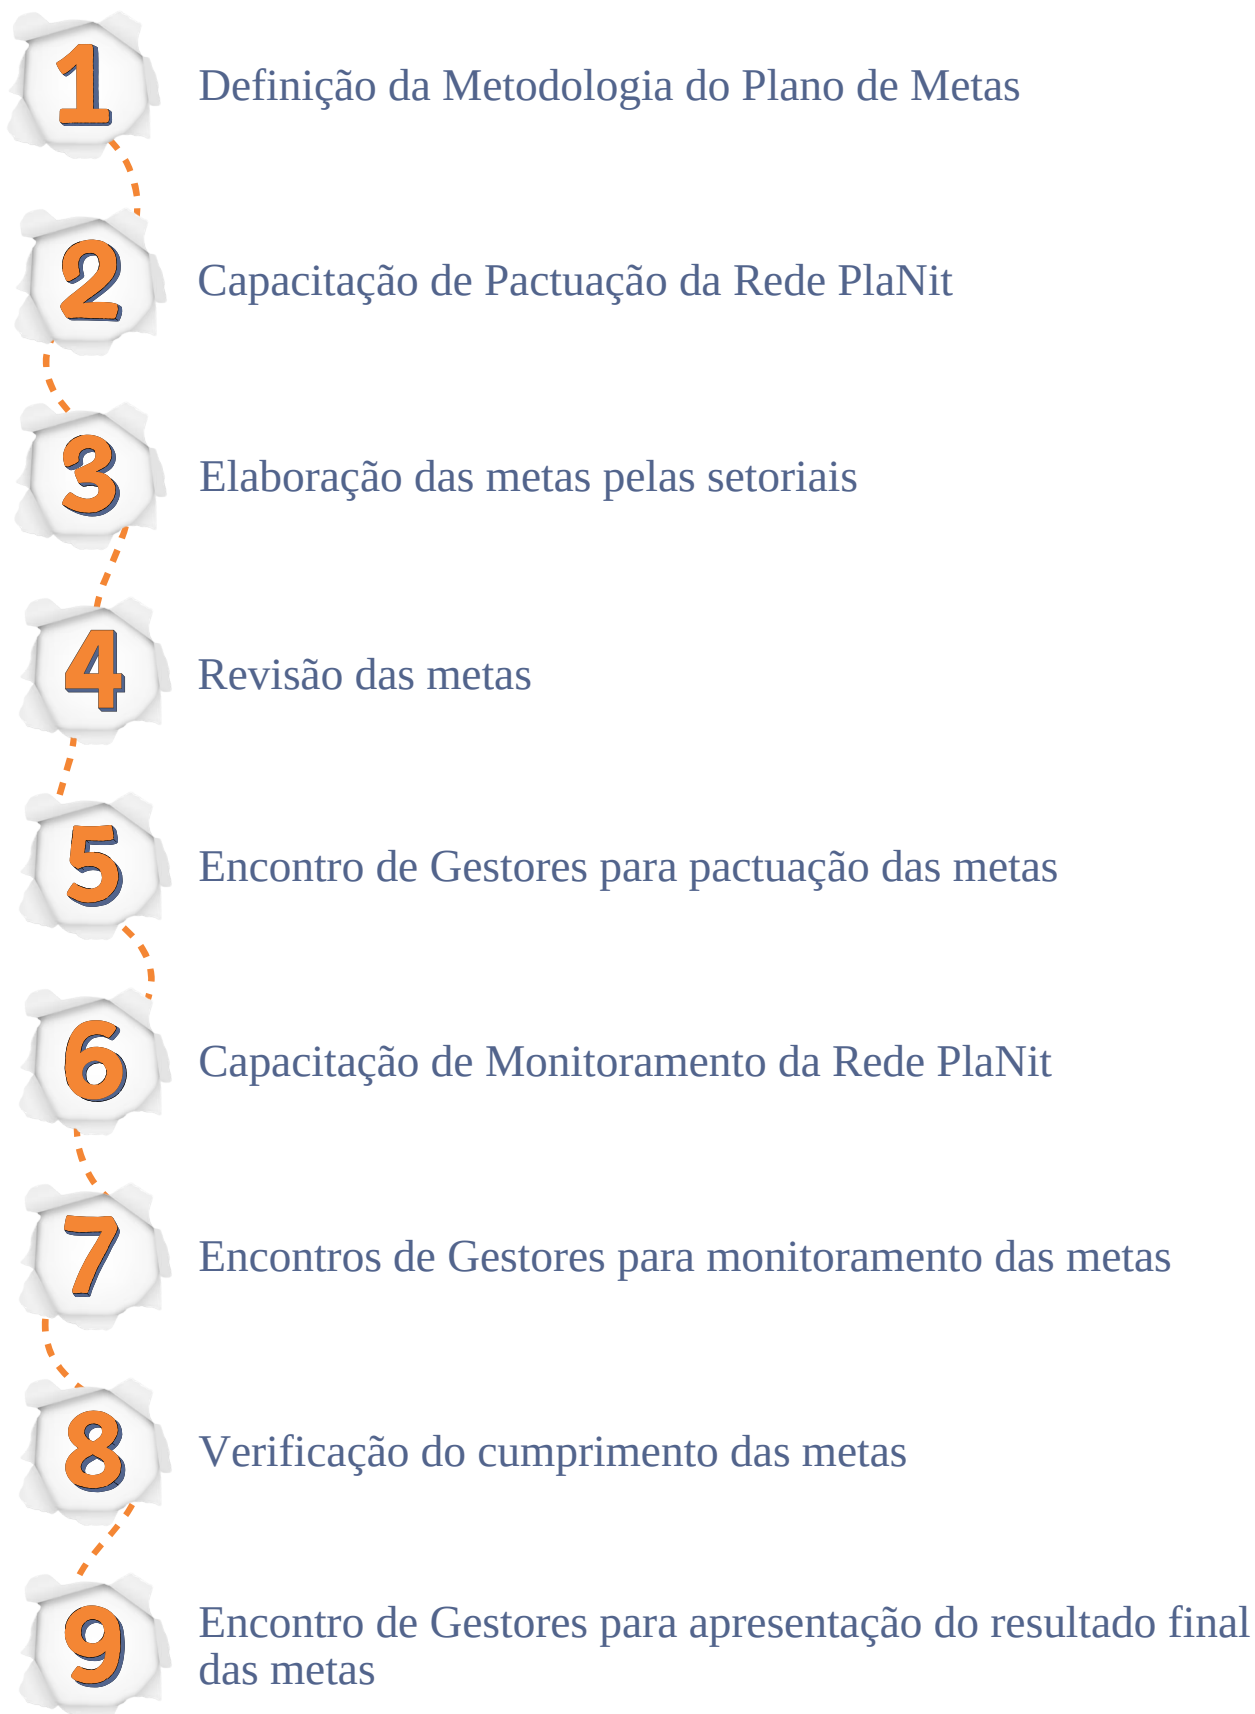 1
Definição da Metodologia do Plano de Metas
2
Capacitação de Pactuação da Rede PlaNit
3
Elaboração das metas pelas setoriais
4
Revisão das metas
5
Encontro de Gestores para pactuação das metas
6
Capacitação de Monitoramento da Rede PlaNit
7
Encontros de Gestores para monitoramento das metas
8
Verificação do cumprimento das metas
9
Encontro de Gestores para apresentação do resultado final
das metas